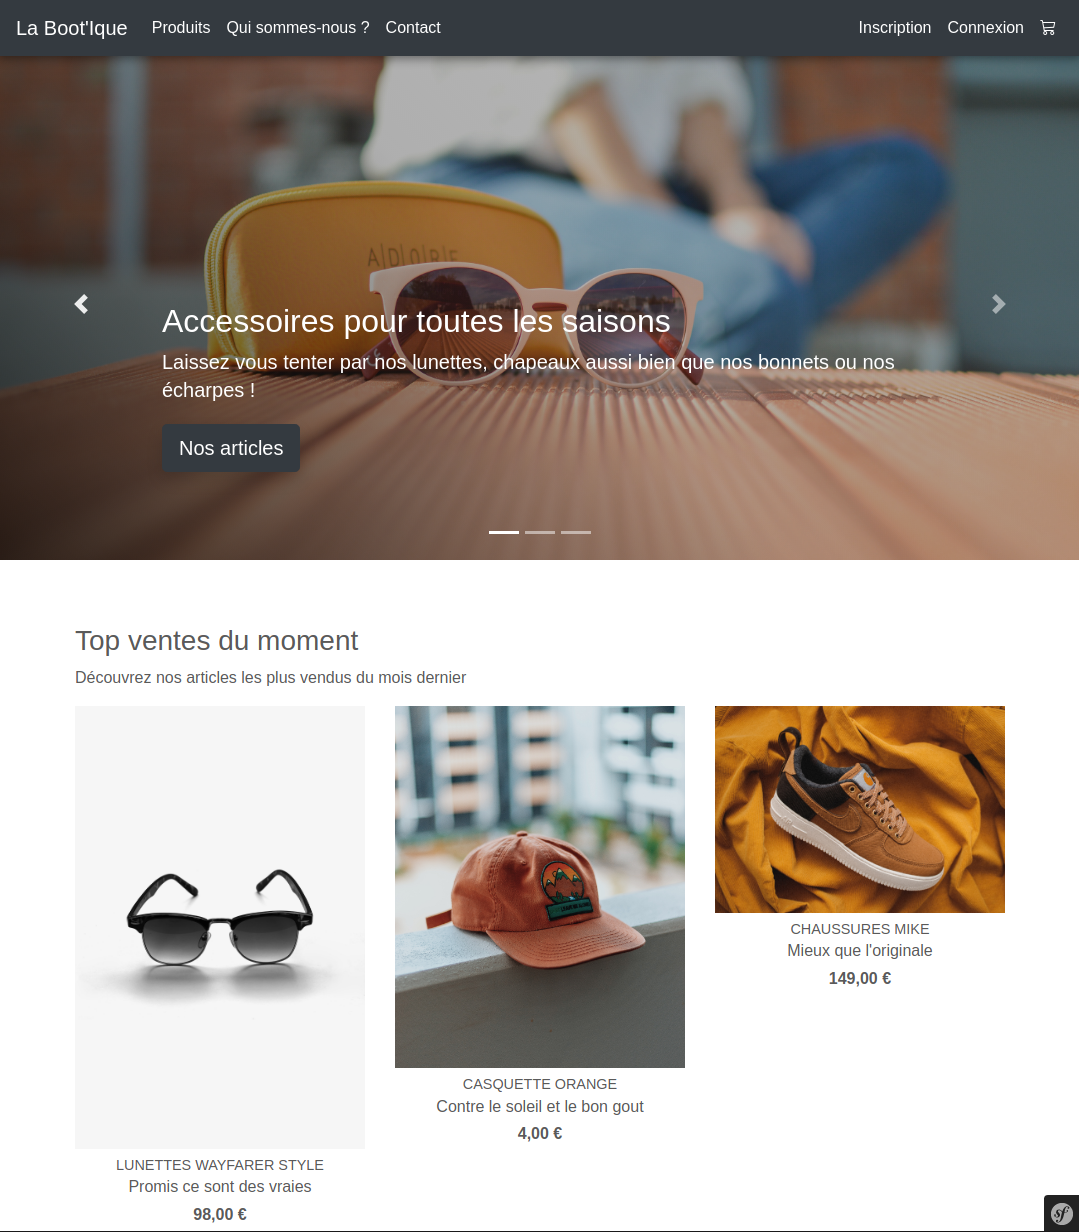 La Boot'Ique
Produits
Qui sommes-nous ?
Contact
Inscription
Connexion
A|D|O|R|E
Accessoires pour toutes les saisons
Laissez vous tenter par nos lunettes, chapeaux aussi bien que nos bonnets ou nos
écharpes !
Nos articles
Top ventes du moment
Découvrez nos articles les plus vendus du mois dernier
LUNETTES WAYFARER STYLE
Promis ce sont des vraies
98,00 €
CASQUETTE ORANGE
Contre le soleil et le bon gout
4,00 €
CHAUSSURES MIKE
Mieux que l'originale
149,00 €
sf